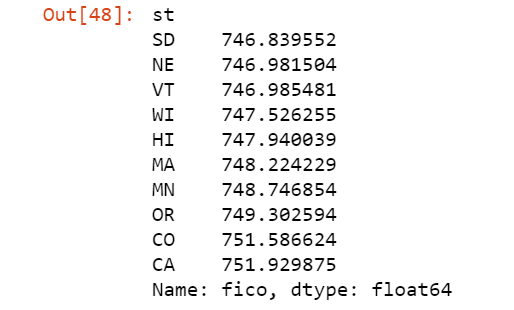 Out[48]: st
SD 746.839552
NE 746.981504
VT 746.985481
WI 747.526255
HI 747.940039
MA 748.224229
MN 748.746854
OR 749.302594
CO 751.586624
CA 751.929875
Name: fico, dtype: float64